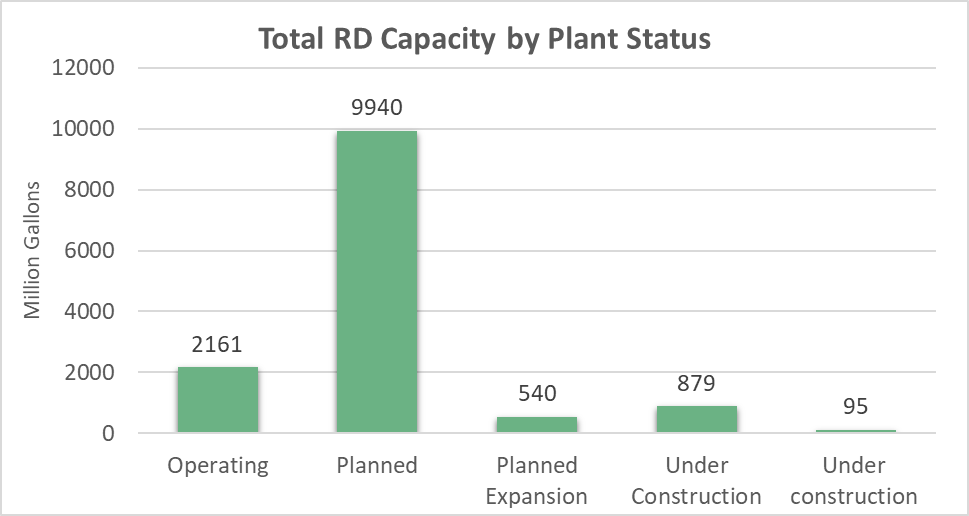 Total RD Capacity by Plant Status
Million Gallons
12000
10000
8000
6000
4000
2000
0
2161
9940
540
879
95
Operating
Planned
Planned
Expansion
Under
Construction
Under
construction